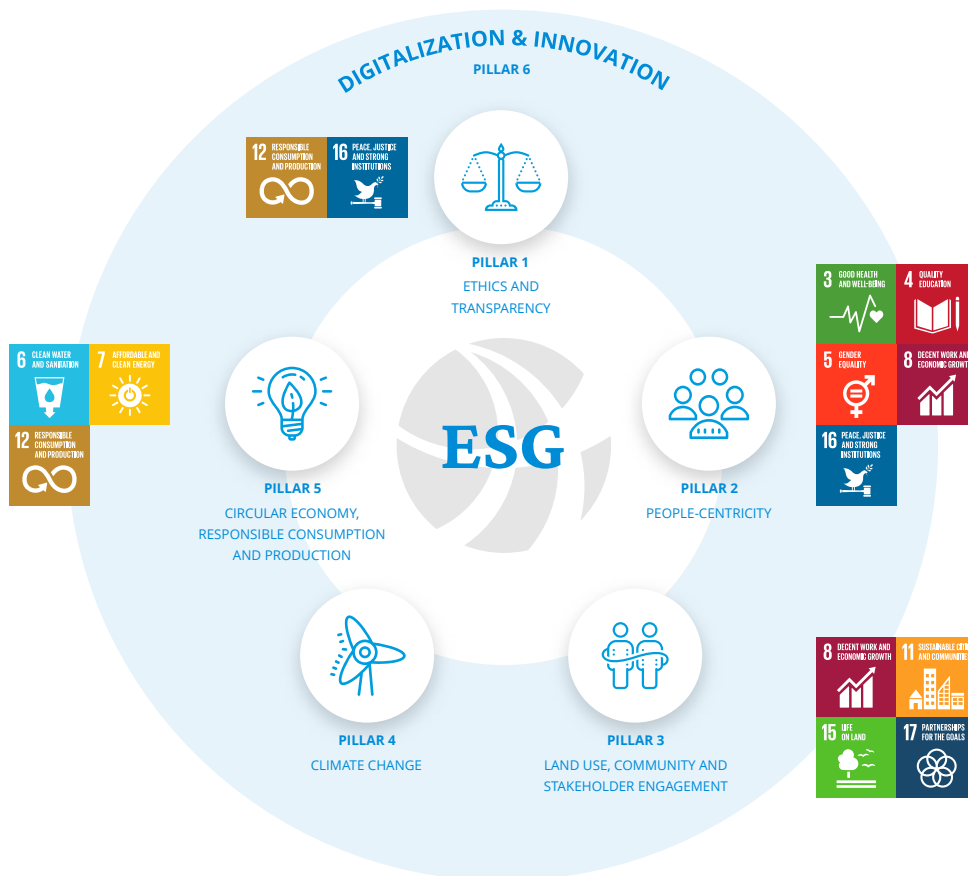 DIGITALIZATION & INNOVATION
PILLAR 6
12 RESPONSIBLE
CONSUMPTION
AND PRODUCTION
16 PEACE, JUSTICE
AND STRONG
INSTITUTIONS
PILLAR 1
ETHICS AND
TRANSPARENCY
3 GOOD HEALTH
AND WELL-BEING
4 QUALITY
EDUCATION
5 GENDER
EQUALITY
8 DECENT WORK AND
ECONOMIC GROWT
16 PEACE, JUSTICE
AND STRONG
INSTITUTIONS
6 CLEAN WATER
AND SANITATION
7 AFFORDABLE AND
CLEAN ENERGY
12 RESPONSIBLE
CONSUMPTION
AND PRODUCTION
ESG
PILLAR 5
CIRCULAR ECONOMY,
RESPONSIBLE CONSUMPTION
AND PRODUCTION
PILLAR 2
PEOPLE-CENTRICITY
8 DECENT WORK AND
ECONOMIC GROWTH
11 SUSTAINABLE CITI
AND COMMUNITIE
15 LIFE
ON LAND
17 PARTNERSHIPS
FOR THE GOALS
PILLAR 4
CLIMATE CHANGE
PILLAR 3
LAND USE, COMMUNITY AND
STAKEHOLDER ENGAGEMENT